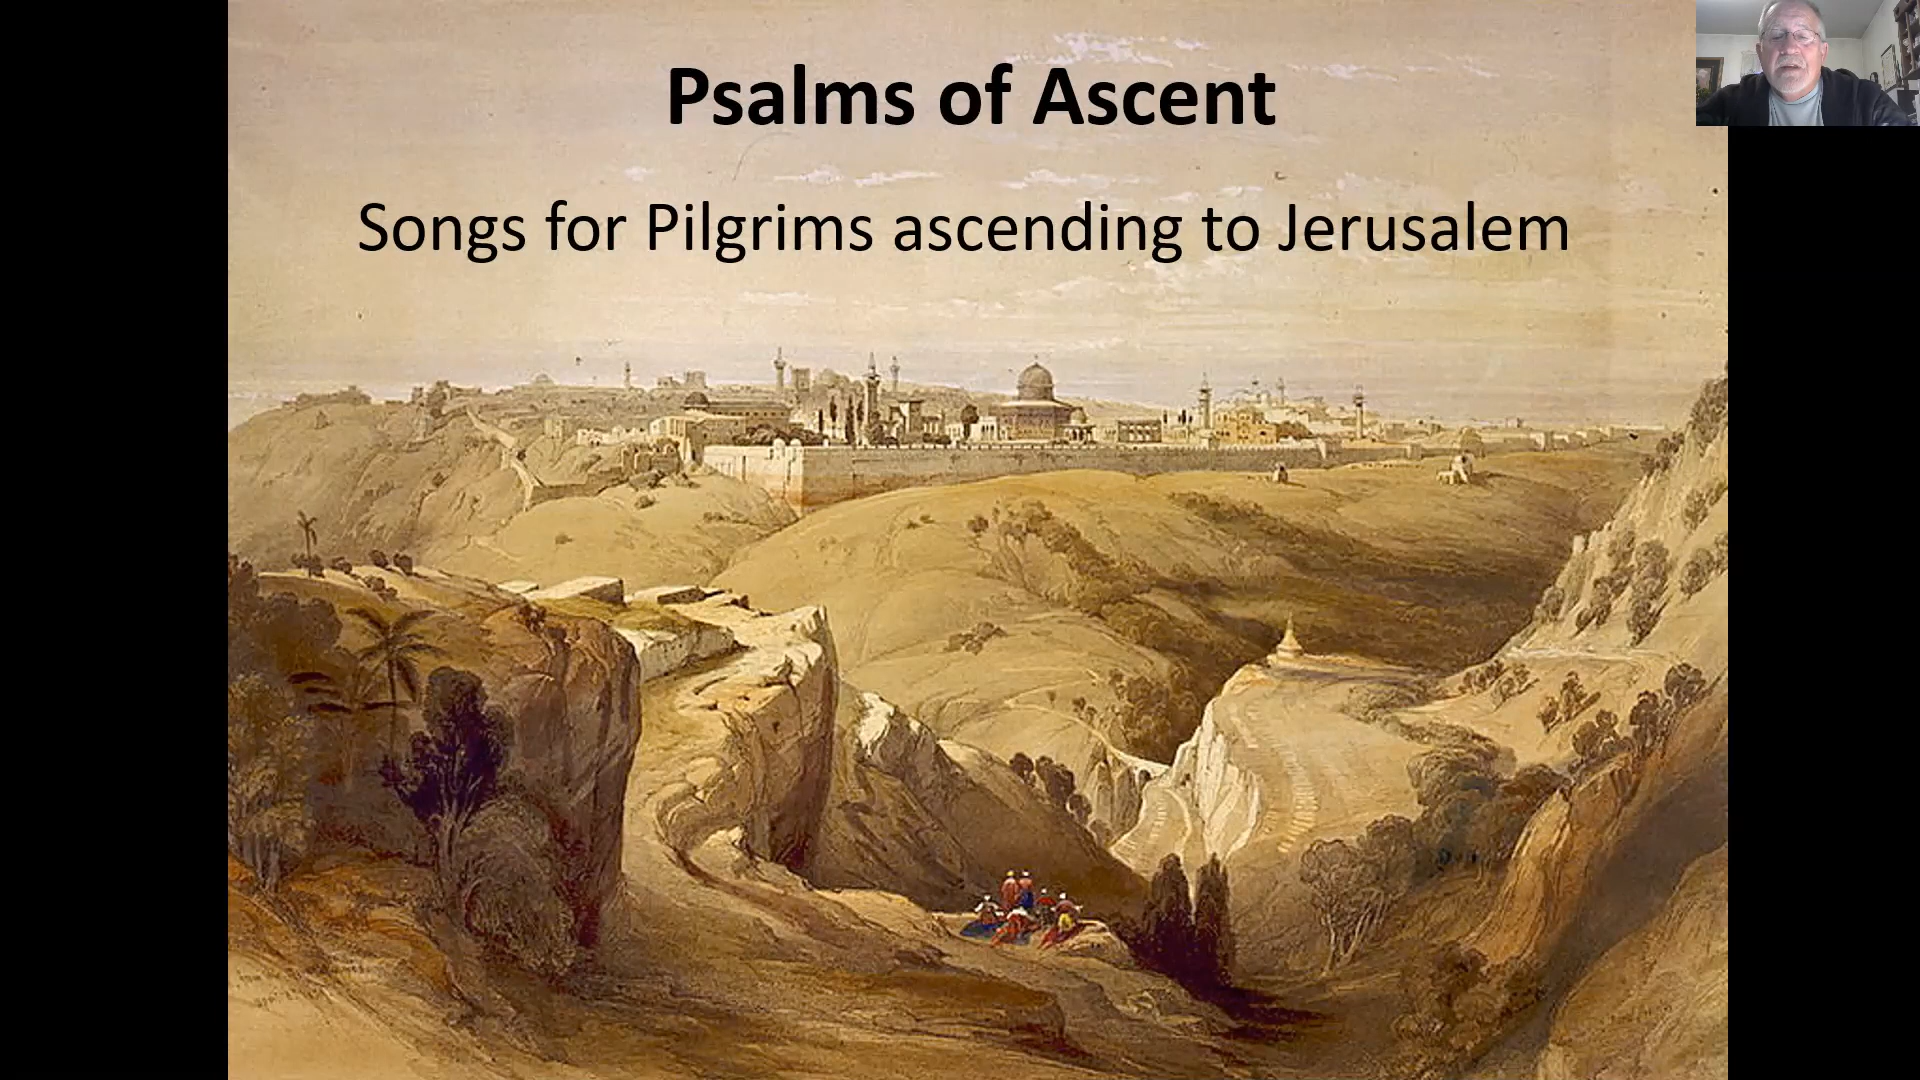 Psalms of Ascent
Songs for Pilgrims ascending to Jerusalem